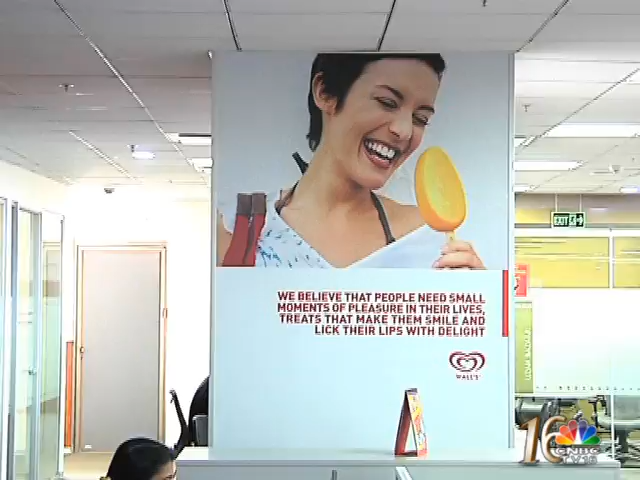 EXIT
WE BELIEVE THAT PEOPLE NEED SMALL
MOMENTS OF PLEASURE IN THEIR LIVES,
TREATS THAT MAKE THEM SMILE AND
LICK THEIR LIPS WITH DELIGHT
WALL'S
CNBC
TV18